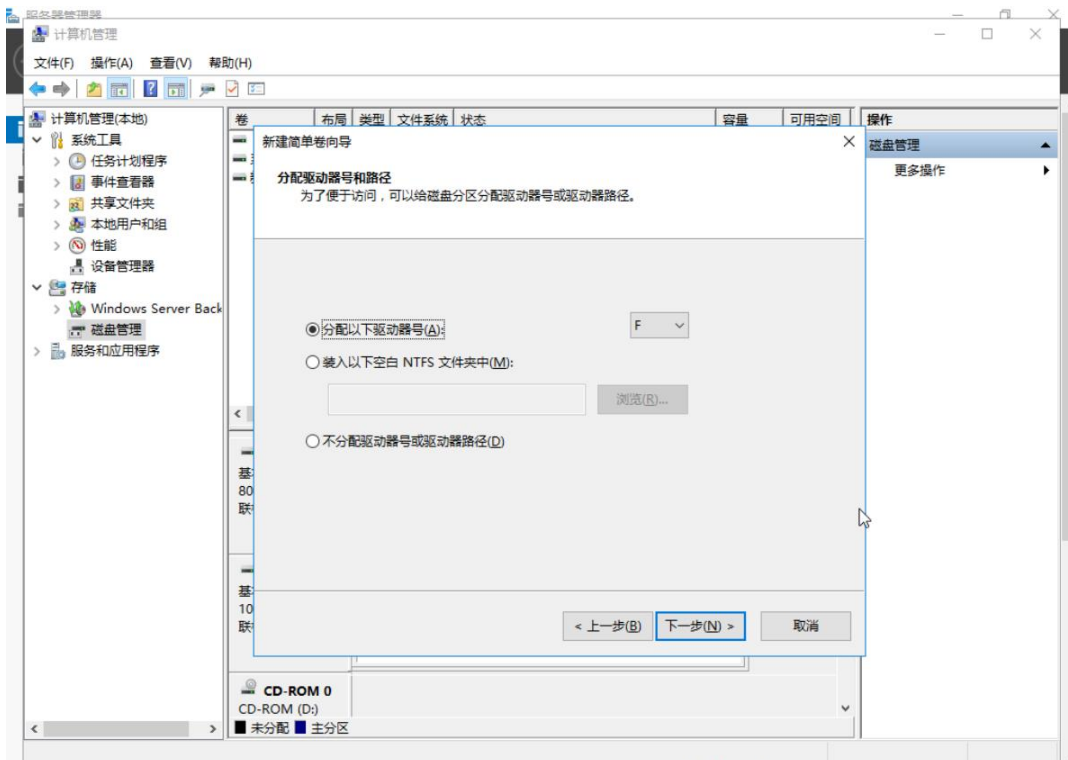 服务器管理器
计算机管理
文件(F) 操作(A) 查看(V) 帮助(H)
计算机管理(本地)
系统工具
任务计划程序
事件查看器
共享文件夹
本地用户和组
性能
设备管理器
存储
Windows Server Back
磁盘管理
服务和应用程序
卷 布局 类型 文件系统 状态 容量 可用空间
新建简单卷向导
分配驱动器号和路径
为了便于访问，可以给磁盘分区分配驱动器号或驱动器路径。
分配以下驱动器号(A): F
装入以下空白 NTFS 文件夹中(M):
浏览(R)...
不分配驱动器号或驱动器路径(D)
< 上一步(B) 下一步(N) > 取消
基
80
联
基
10
联
CD-ROM 0
CD-ROM (D:)
未分配 主分区
操作
磁盘管理
更多操作